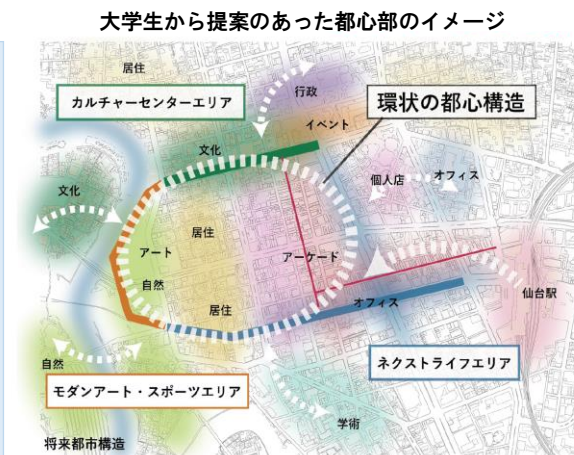 大学生から提案のあった都心部のイメージ
居住
カルチャーセンターエリア
行政
環状の都心構造
イベント
文化
文化
個人店
オフィス
居住
アート
アーケード
自然
仙台駅
居住
オフィス
自然
ネクストライフエリア
モダンアート・スポーツエリア
学術
将来都市構造